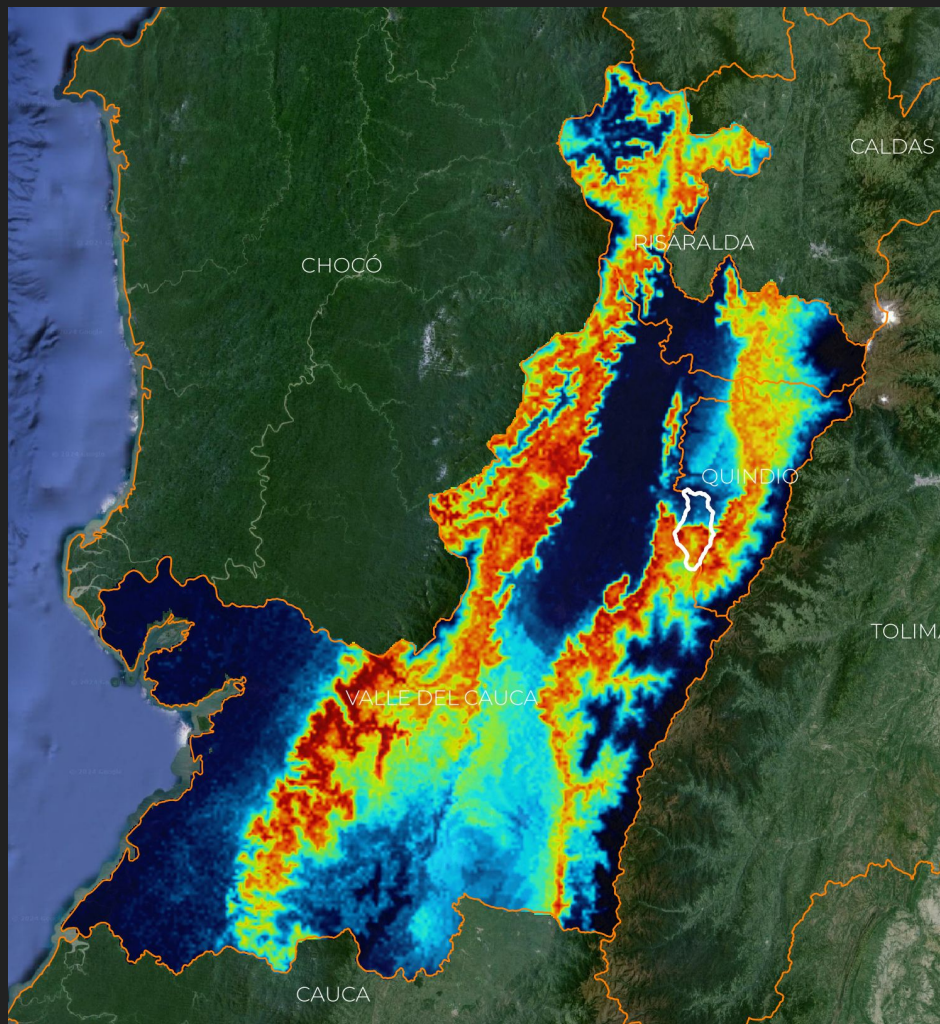 CALDAS
RISARALDA
CHOCÓ
QUINDIO
TOLIMA
VALLE DEL CAUCA
CAUCA